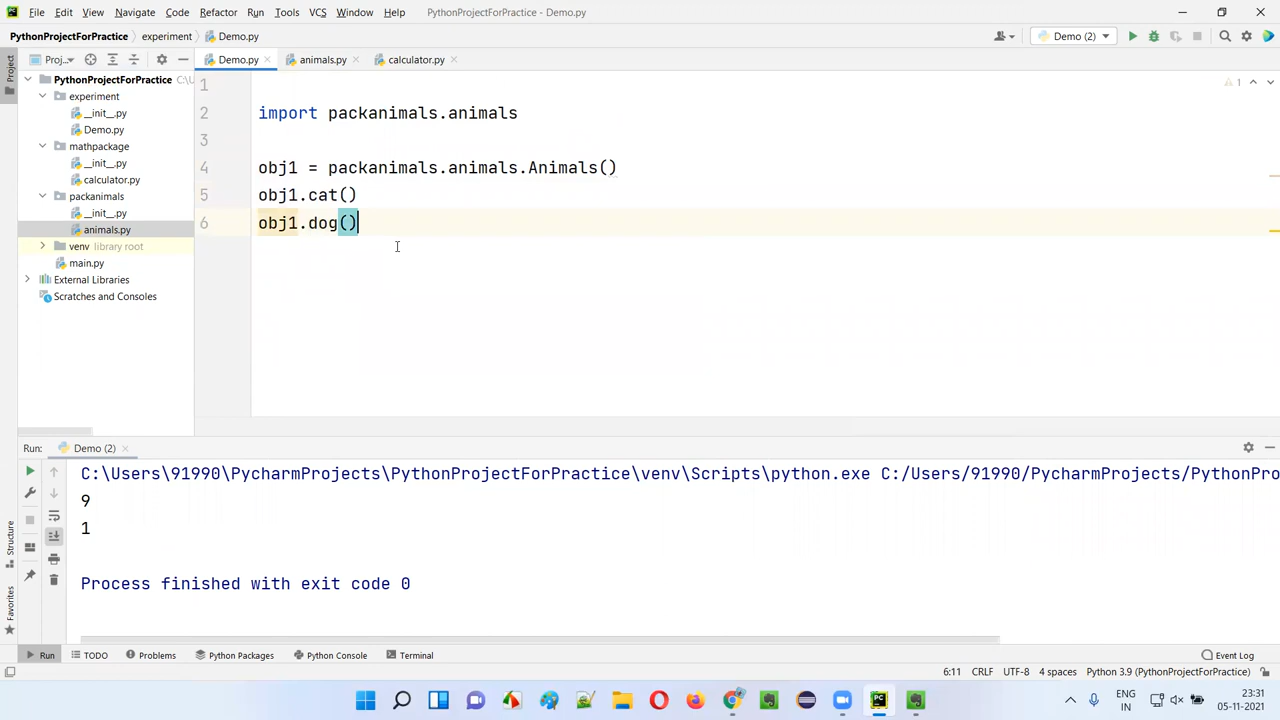 File Edit View Navigate Code Refactor Run Tools VCS Window Help PythonProjectForPractice - Demo.py
PythonProjectForPractice experiment Demo.py Demo (2)
Project Proj... Demo.py animals.py calculator.py
PythonProjectForPractice C:\U
experiment
__init__.py
Demo.py
mathpackage
__init__.py
calculator.py
packanimals
__init__.py
animals.py
venv library root
main.py
External Libraries
Scratches and Consoles
1
2 import packanimals.animals
3
4 obj1 = packanimals.animals.Animals()
5 obj1.cat()
6 obj1.dog()
1
Run: Demo (2)
C:\Users\91990\PycharmProjects\PythonProjectForPractice\venv\Scripts\python.exe C:/Users/91990/PycharmProjects/PythonPro
9
1
Process finished with exit code 0
Structure
Favorites
Run TODO Problems Python Packages Python Console Terminal Event Log
6:11 CRLF UTF-8 4 spaces Python 3.9 (PythonProjectForPractice)
PC
ENG
IN
23:31
05-11-2021